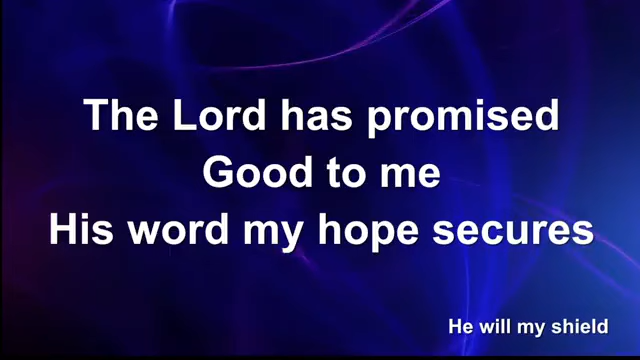 The Lord has promised
Good to me
His word my hope secures
He will my shield